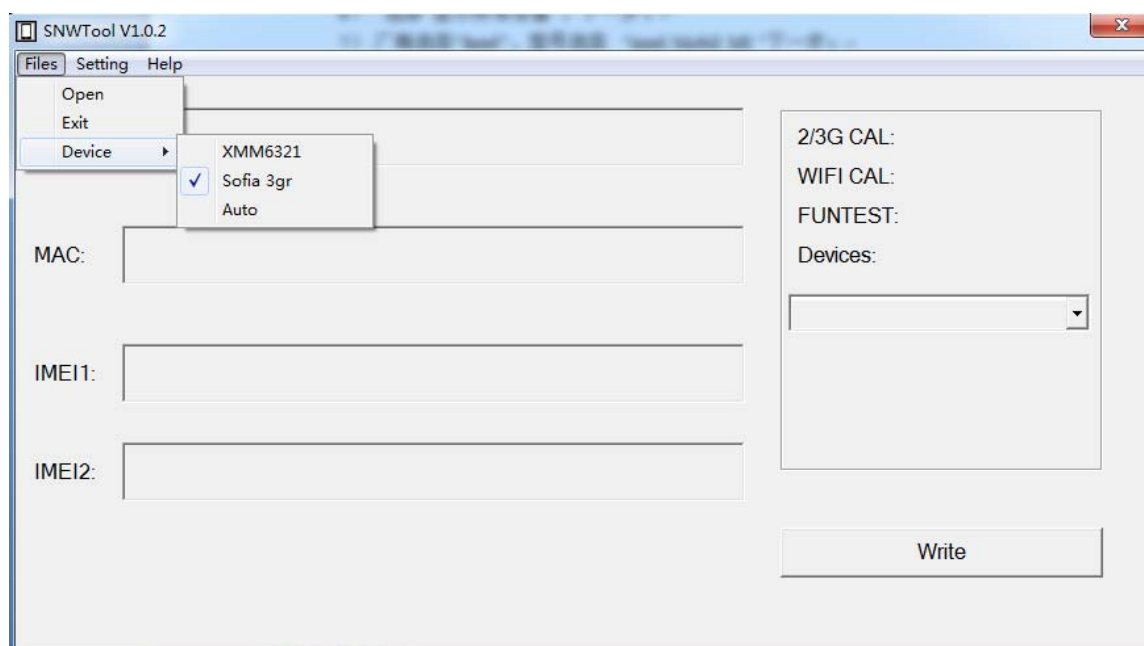 SNWTool V1.0.2
Files Setting Help
Open
Exit
Device
XMM6321
Sofia 3gr
Auto
MAC:
IMEI1:
IMEI2:
2/3G CAL:
WIFI CAL:
FUNTEST:
Devices:
Write